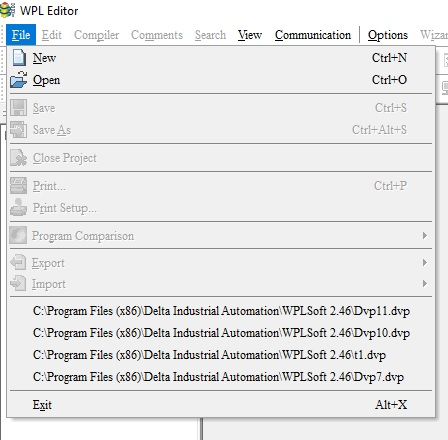 WPL Editor
File Edit Compiler Comments Search View Communication Options Wiza
New Ctrl+N
Open Ctrl+O
Save Ctrl+S
Save As Ctrl+Alt+S
Close Project
Print... Ctrl+P
Print Setup...
Program Comparison
Export
Import
C:\Program Files (x86)\Delta Industrial Automation\WPLSoft 2.46\Dvp11.dvp
C:\Program Files (x86)\Delta Industrial Automation\WPLSoft 2.46\Dvp10.dvp
C:\Program Files (x86)\Delta Industrial Automation\WPLSoft 2.46\t1.dvp
C:\Program Files (x86)\Delta Industrial Automation\WPLSoft 2.46\Dvp7.dvp
Exit Alt+X